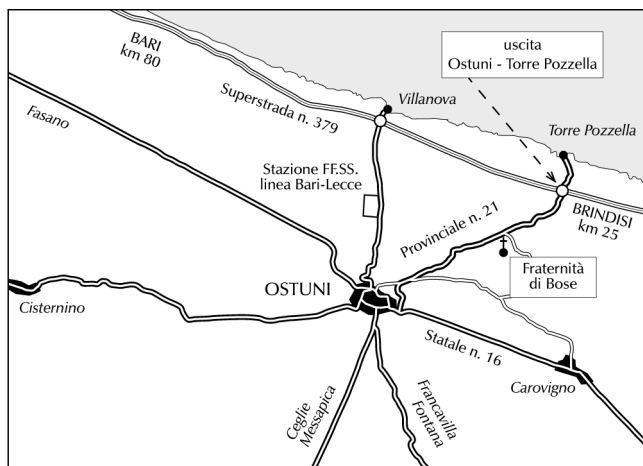 BARI
km 80
uscita
Ostuni - Torre Pozzella
Fasano
Superstrada n. 379
Villanova
Torre Pozzella
Stazione FF.SS.
linea Bari-Lecce
Provinciale n. 21
BRINDISI
km 25
Fraternità
di Bose
OSTUNI
Cisternino
Statale n. 16
Carovigno
Ceglie
Messapica
Francavilla
Fontana